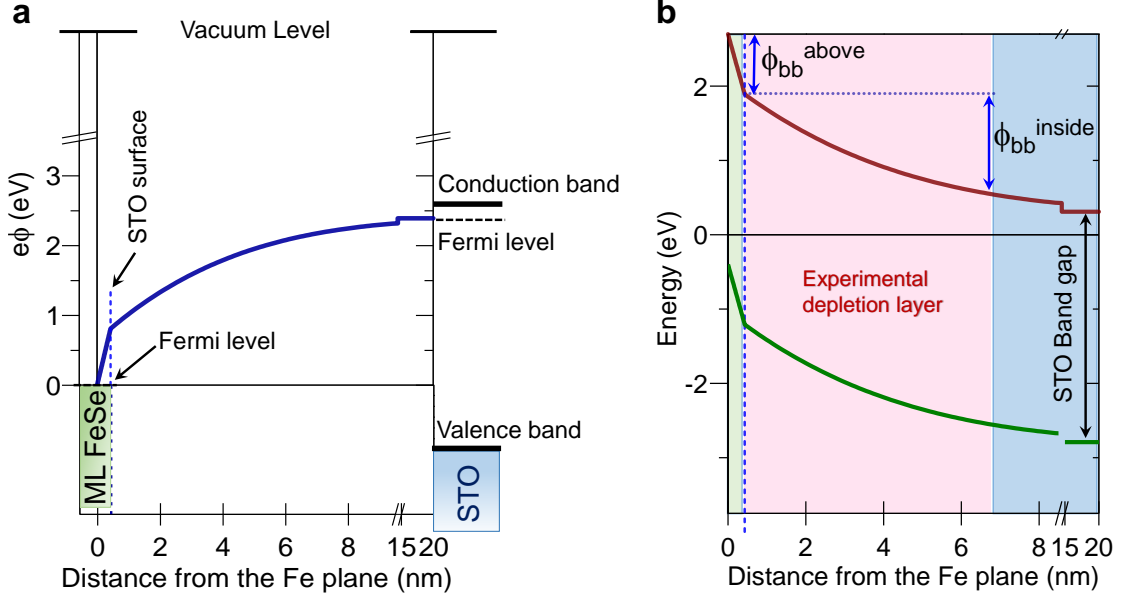 a
Vacuum Level
3
2
1
0
eϕ (eV)
STO surface
Conduction band
Fermi level
Fermi level
Valence band
ML FeSe
STO
0 2 4 6 8 15 20
Distance from the Fe plane (nm)
b
ϕbb above
ϕbb inside
2
0
-2
Energy (eV)
Experimental
depletion layer
STO Band gap
0 2 4 6 8 15 20
Distance from the Fe plane (nm)